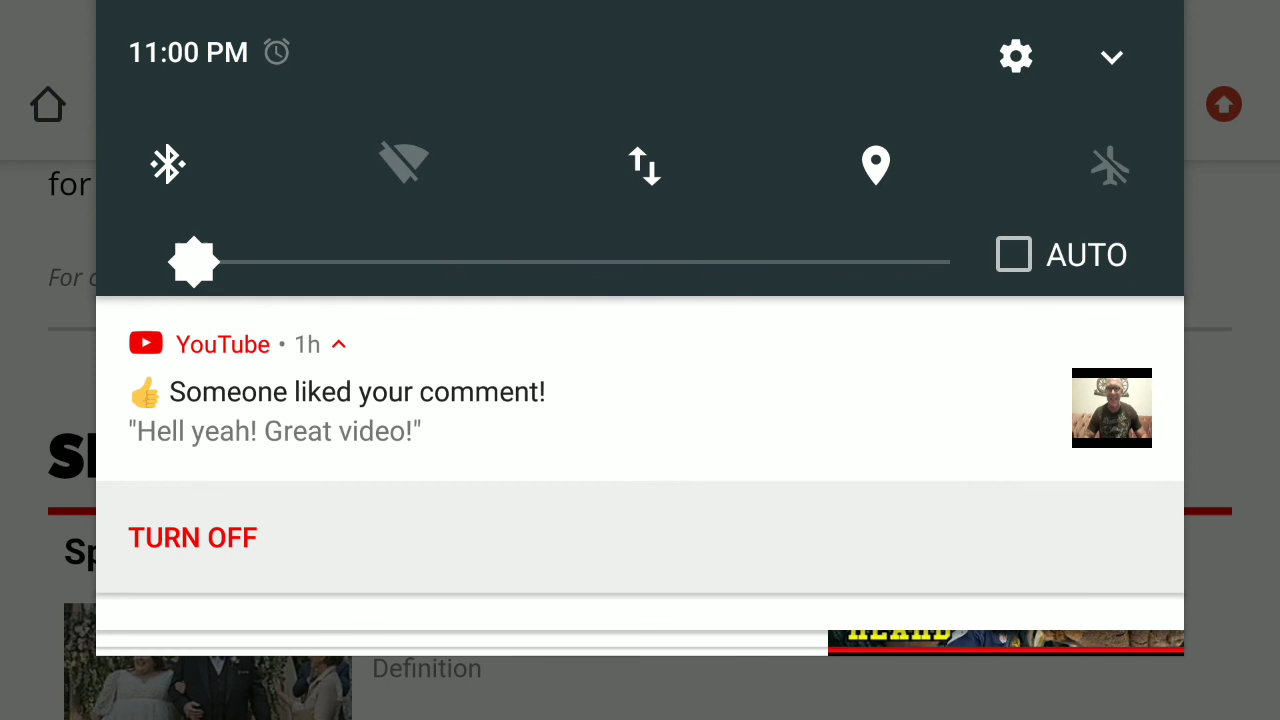 11:00 PM
for
AUTO
YouTube • 1h
👍 Someone liked your comment!
"Hell yeah! Great video!"
TURN OFF
Definition